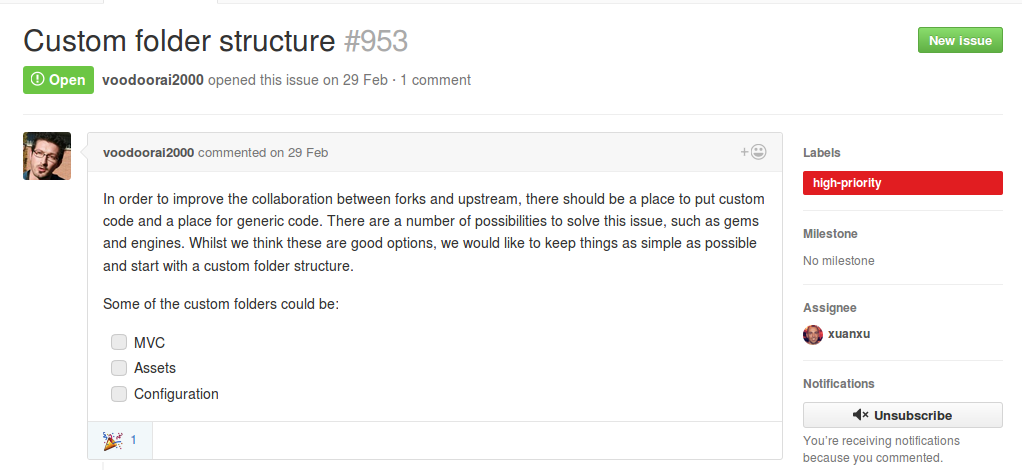 Custom folder structure #953
New issue
Open voodoorai2000 opened this issue on 29 Feb · 1 comment
voodoorai2000 commented on 29 Feb
In order to improve the collaboration between forks and upstream, there should be a place to put custom
code and a place for generic code. There are a number of possibilities to solve this issue, such as gems
and engines. Whilst we think these are good options, we would like to keep things as simple as possible
and start with a custom folder structure.
Some of the custom folders could be:
MVC
Assets
Configuration
1
Labels
high-priority
Milestone
No milestone
Assignee
xuanxu
Notifications
Unsubscribe
You're receiving notifications
because you commented.